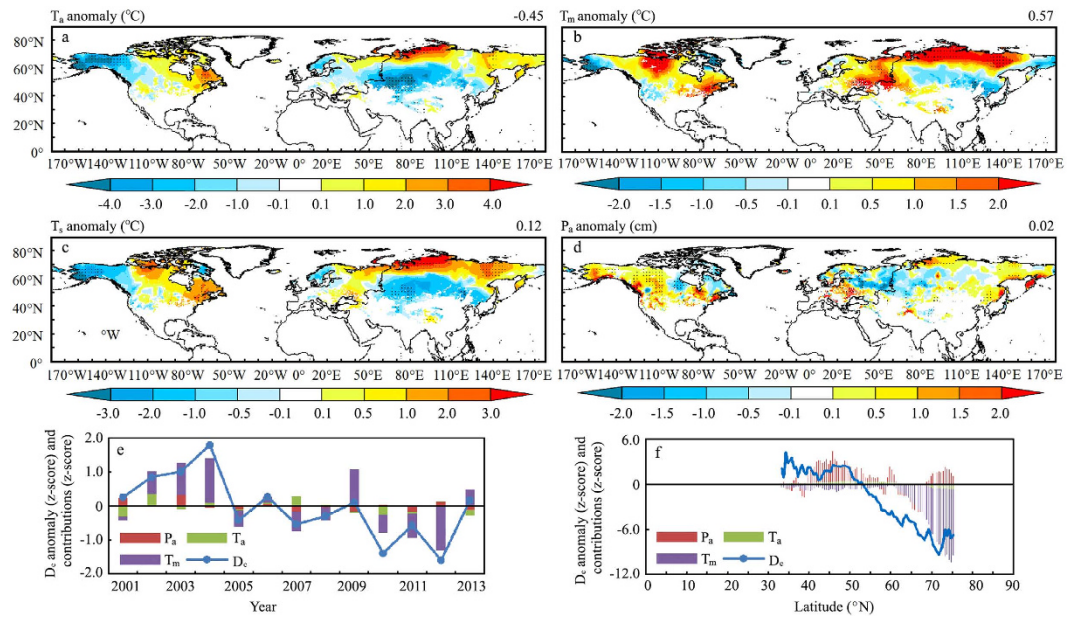 Ta anomaly (℃) -0.45
a
80°N
60°N
40°N
20°N
0°
170°W 140°W 110°W 80°W 50°W 20°W 0° 20°E 50°E 80°E 110°E 140°E 170°E
-4.0 -3.0 -2.0 -1.0 -0.1 0.1 1.0 2.0 3.0 4.0
Tm anomaly (℃) 0.57
b
80°N
60°N
40°N
20°N
0°
170°W 140°W 110°W 80°W 50°W 20°W 0° 20°E 50°E 80°E 110°E 140°E 170°E
-2.0 -1.5 -1.0 -0.5 -0.1 0.1 0.5 1.0 1.5 2.0
Ts anomaly (℃) 0.12
c
80°N
60°N
40°N
20°N
°W
0°
170°W 140°W 110°W 80°W 50°W 20°W 0° 20°E 50°E 80°E 110°E 140°E 170°E
-3.0 -2.0 -1.0 -0.5 -0.1 0.1 0.5 1.0 2.0 3.0
Pa anomaly (cm) 0.02
d
80°N
60°N
40°N
20°N
0°
170°W 140°W 110°W 80°W 50°W 20°W 0° 20°E 50°E 80°E 110°E 140°E 170°E
-2.0 -1.5 -1.0 -0.5 -0.1 0.1 0.5 1.0 1.5 2.0
Dc anomaly (z-score) and
contributions (z-score)
2.0
e
1.0
0
-1.0
Pa Ta
Tm Dc
-2.0
2001 2003 2005 2007 2009 2011 2013
Year
Dc anomaly (z-score) and
contributions (z-score)
6.0
f
0
-6.0
Pa Ta
Tm Dc
-12.0
0 10 20 30 40 50 60 70 80 90
Latitude (°N)